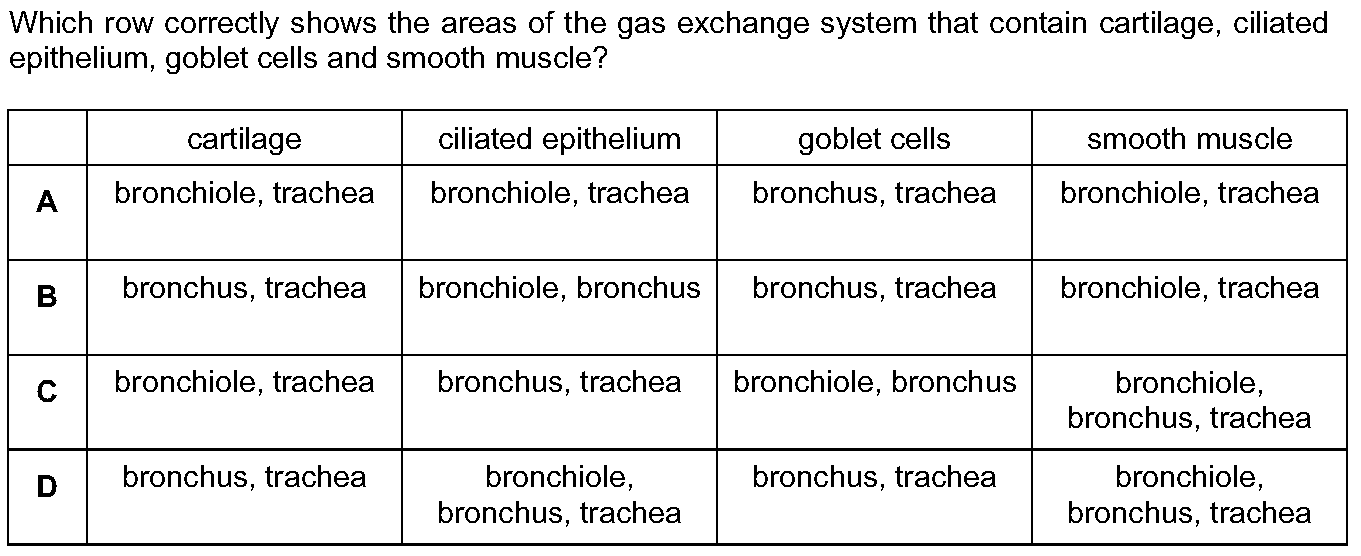 Which row correctly shows the areas of the gas exchange system that contain cartilage, ciliated
epithelium, goblet cells and smooth muscle?
cartilage ciliated epithelium goblet cells smooth muscle
A bronchiole, trachea bronchiole, trachea bronchus, trachea bronchiole, trachea
B bronchus, trachea bronchiole, bronchus bronchus, trachea bronchiole, trachea
C bronchiole, trachea bronchus, trachea bronchiole, bronchus bronchiole,
bronchus, trachea
D bronchus, trachea bronchiole, bronchus, trachea bronchiole,
bronchus, trachea bronchus, trachea